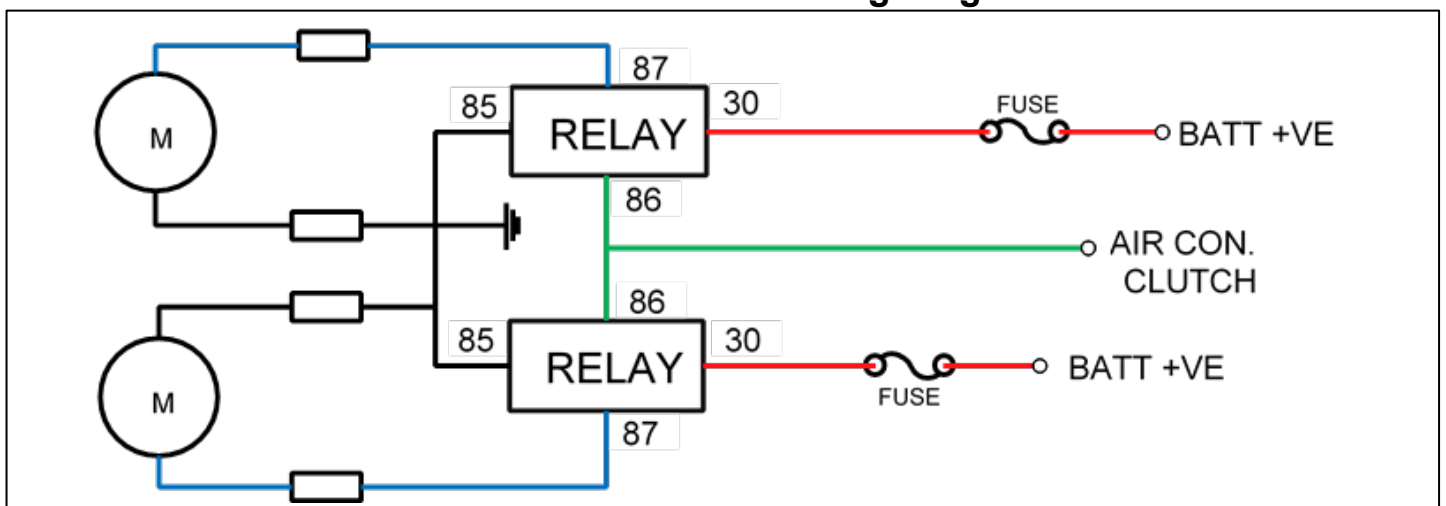 87
85
30
FUSE
M
RELAY
BATT +VE
86
AIR CON.
CLUTCH
86
85
30
RELAY
BATT +VE
M
FUSE
87